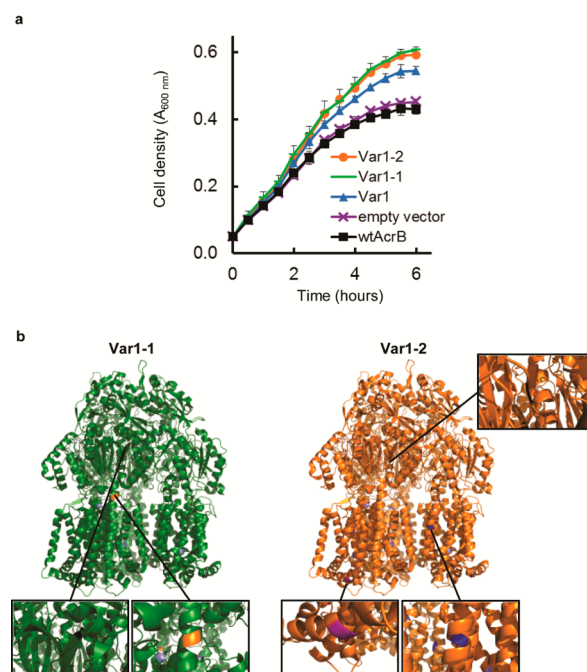 a
Cell density (A600 nm)
0.6
0.4
0.2
0.0
Var1-2
Var1-1
Var1
empty vector
wtAcrB
0 2 4 6
Time (hours)
b
Var1-1 Var1-2